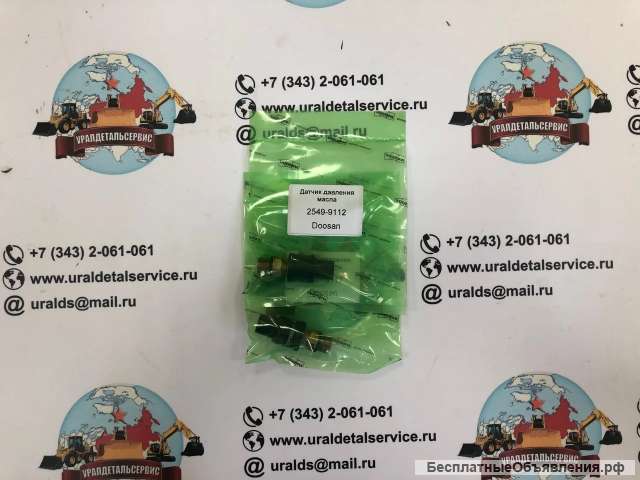 +7 (343) 2-061-061
www.uraldetalservice.ru
uralds@mail.ru
УРАЛДЕТАЛЬСЕРВИС
УРАЛДЕТАЛЬСЕРВИС
Датчик давления
масла
2549-9112
Doosan
+7 (343) 2-061-061
www.uraldetalservice.ru
uralds@mail.ru
+7 (343) 2-061-061
www.uraldetalservice.ru
uralds@mail.ru
+7 (343) 2-061-061
www.uraldetalservice.ru
uralds@mail.ru
УРАЛДЕТАЛЬСЕРВИС
УРАЛДЕТАЛЬСЕРВИС
БесплатныеОбъявления.рф